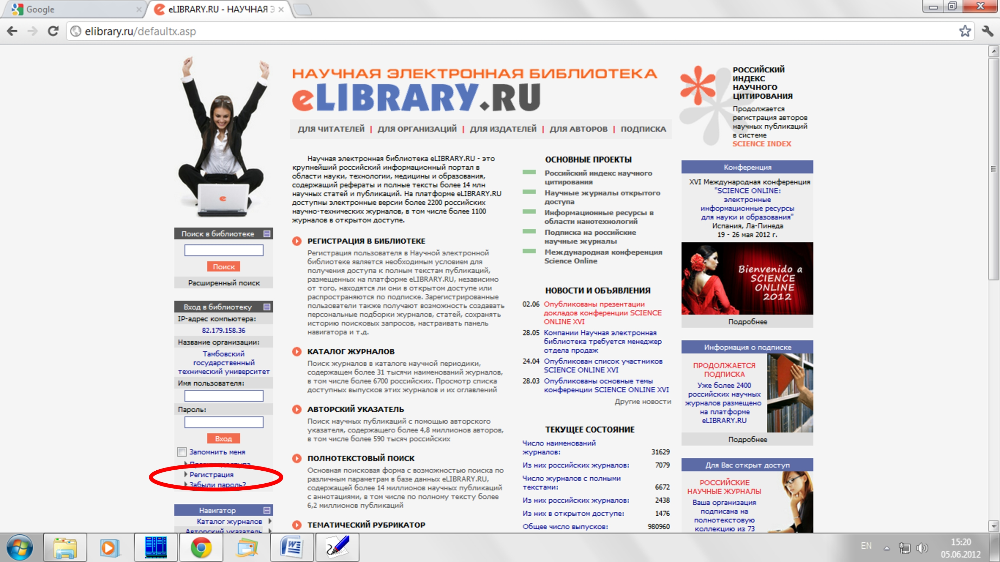 Google
eLIBRARY.RU - НАУЧНАЯ Э
elibrary.ru/defaultx.asp
НАУЧНАЯ ЭЛЕКТРОННАЯ БИБЛИОТЕКА
eLIBRARY.RU
ДЛЯ ЧИТАТЕЛЕЙ | ДЛЯ ОРГАНИЗАЦИЙ | ДЛЯ ИЗДАТЕЛЕЙ | ДЛЯ АВТОРОВ | ПОДПИСКА
Поиск в библиотеке
Поиск
Расширенный поиск
Вход в библиотеку
IP-адрес компьютера:
82.179.158.36
Название организации:
Тамбовский
государственный
технический университет
Имя пользователя:
Пароль:
Вход
Запомнить меня
Регистрация
Забыли пароль?
Навигатор
Каталог журналов
Авторский указатель
Научная электронная библиотека eLIBRARY.RU - это
крупнейший российский информационный портал в
области науки, технологии, медицины и образования,
содержащий рефераты и полные тексты более 14 млн
научных статей и публикаций. На платформе eLIBRARY.RU
доступны электронные версии более 2200 российских
научно-технических журналов, в том числе более 1100
журналов в открытом доступе.
РЕГИСТРАЦИЯ В БИБЛИОТЕКЕ
Регистрация пользователя в Научной электронной
библиотеке является необходимым условием для
получения доступа к полным текстам публикаций,
размещенных на платформе eLIBRARY.RU, независимо
от того, находятся ли они в открытом доступе или
распространяются по подписке. Зарегистрированные
пользователи также получают возможность создавать
персональные подборки журналов, статей, сохранять
историю поисковых запросов, настраивать панель
навигатора и т.д.
КАТАЛОГ ЖУРНАЛОВ
Поиск журналов в каталоге научной периодики,
содержащем более 31 тысячи наименований журналов,
в том числе более 6700 российских. Просмотр списка
доступных выпусков этих журналов и их оглавлений
АВТОРСКИЙ УКАЗАТЕЛЬ
Поиск научных публикаций с помощью авторского
указателя, содержащего более 4,8 миллионов авторов,
в том числе более 590 тысяч российских
ПОЛНОТЕКСТОВЫЙ ПОИСК
Основная поисковая форма с возможностью поиска по
различным параметрам в базе данных eLIBRARY.RU,
содержащей более 14 миллионов научных публикаций
с аннотациями, в том числе по полному тексту более
6,2 миллионов публикаций
ТЕМАТИЧЕСКИЙ РУБРИКАТОР
ОСНОВНЫЕ ПРОЕКТЫ
Российский индекс научного
цитирования
Научные журналы открытого
доступа
Информационные ресурсы в
области нанотехнологий
Подписка на российские
научные журналы
Международная конференция
Science Online
НОВОСТИ И ОБЪЯВЛЕНИЯ
02.06 Опубликованы презентации
докладов конференции SCIENCE
ONLINE XVI
28.05 Компании Научная электронная
библиотека требуется менеджер
отдела продаж
24.04 Опубликован список участников
SCIENCE ONLINE XVI
28.03 Опубликованы основные темы
конференции SCIENCE ONLINE XVI
Другие новости
ТЕКУЩЕЕ СОСТОЯНИЕ
Число наименований
журналов: 31629
Из них российских журналов: 7079
Число журналов с полными
текстами: 6672
Из них российских журналов: 2438
Из них в открытом доступе: 1476
Общее число выпусков: 980960
РОССИЙСКИЙ
ИНДЕКС
НАУЧНОГО
ЦИТИРОВАНИЯ
Продолжается
регистрация авторов
научных публикаций
в системе
SCIENCE INDEX
Конференция
XVI Международная конференция
"SCIENCE ONLINE:
электронные
информационные ресурсы
для науки и образования"
Испания, Ла-Пинеда
19 - 26 мая 2012 г.
Bienvenido a
SCIENCE
ONLINE
2012
Подробнее
Информация о подписке
ПРОДОЛЖАЕТСЯ
ПОДПИСКА
Уже более 2400
российских научных
журналов размещено
на платформе
eLIBRARY.RU
Подробнее
Для Вас открыт доступ
РОССИЙСКИЕ
НАУЧНЫЕ ЖУРНАЛЫ
Ваша организация
подписана на
полнотекстовую
коллекцию из 73
EN
15:20
05.06.2012